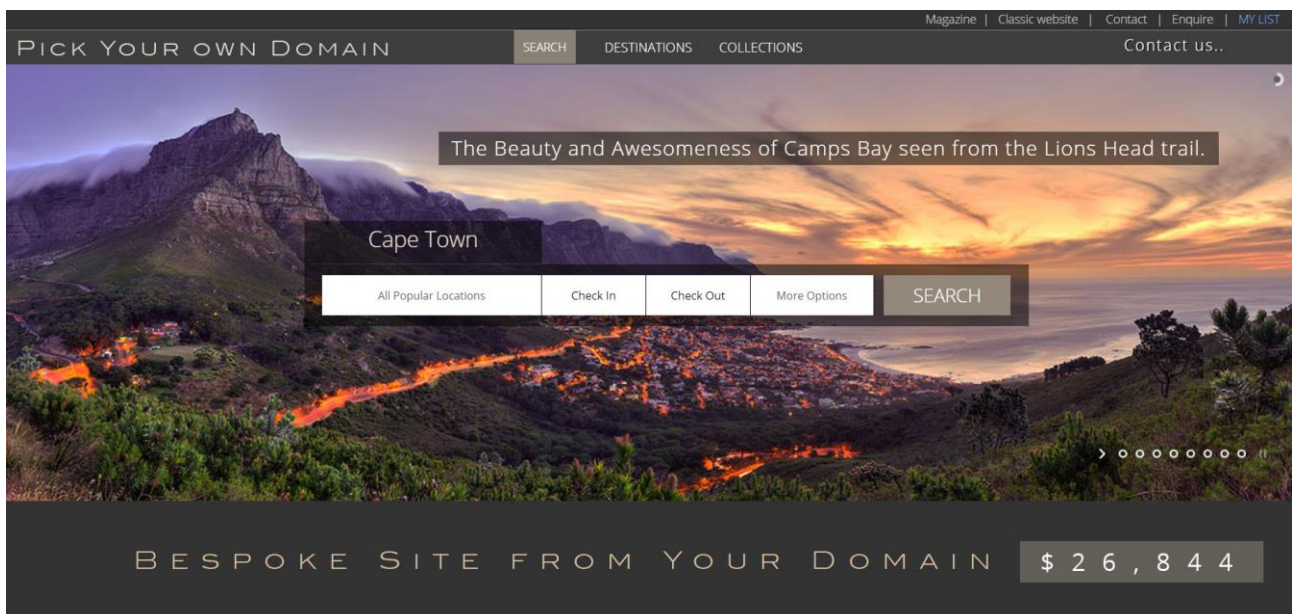 Magazine | Classic website | Contact | Enquire | MY LIST
PICK YOUR OWN DOMAIN SEARCH DESTINATIONS COLLECTIONS Contact us..
The Beauty and Awesomeness of Camps Bay seen from the Lions Head trail.
Cape Town
All Popular Locations Check In Check Out More Options SEARCH
BESPOKE SITE FROM YOUR DOMAIN $26,844